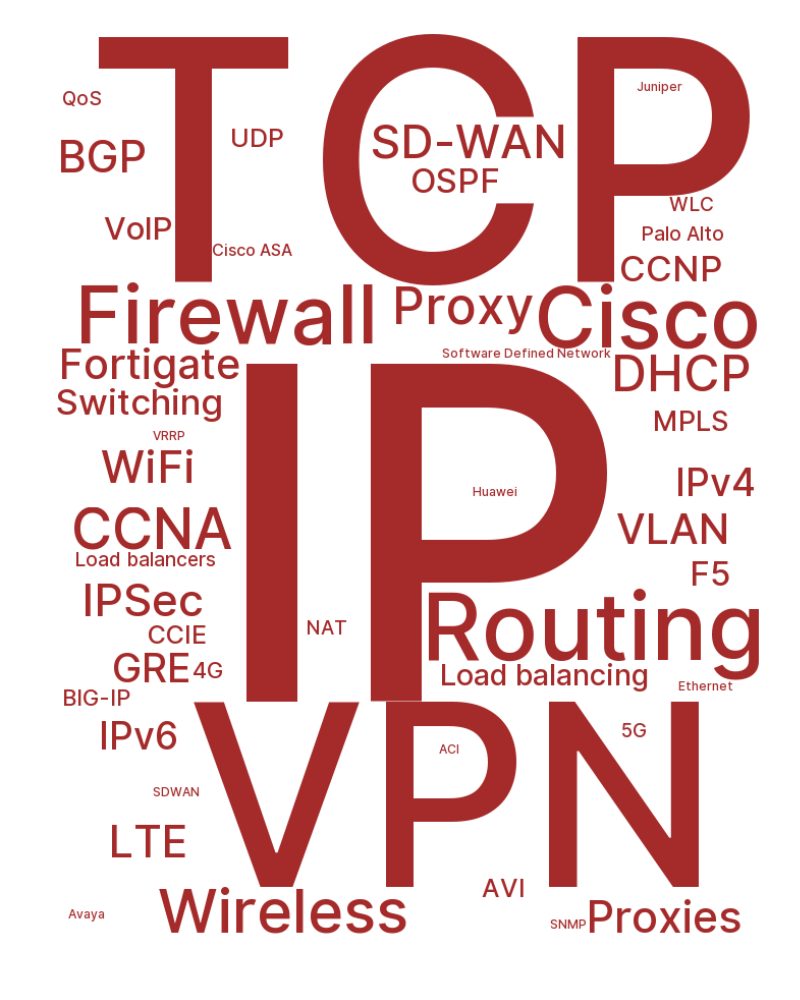 TCP
QoS
Juniper
UDP
SD-WAN
BGP
OSPF
WLC
VoIP
Palo Alto
Cisco ASA
CCNP
Firewall
Proxy
Cisco
Software Defined Network
Fortigate
DHCP
Switching
IP
MPLS
VRRP
WiFi
IPv4
Huawei
CCNA
VLAN
Load balancers
F5
IPSec
NAT
Routing
CCIE
GRE
4G
Load balancing
Ethernet
BIG-IP
VPN
IPv6
5G
ACI
SDWAN
LTE
AVI
Wireless
Avaya
SNMP
Proxies